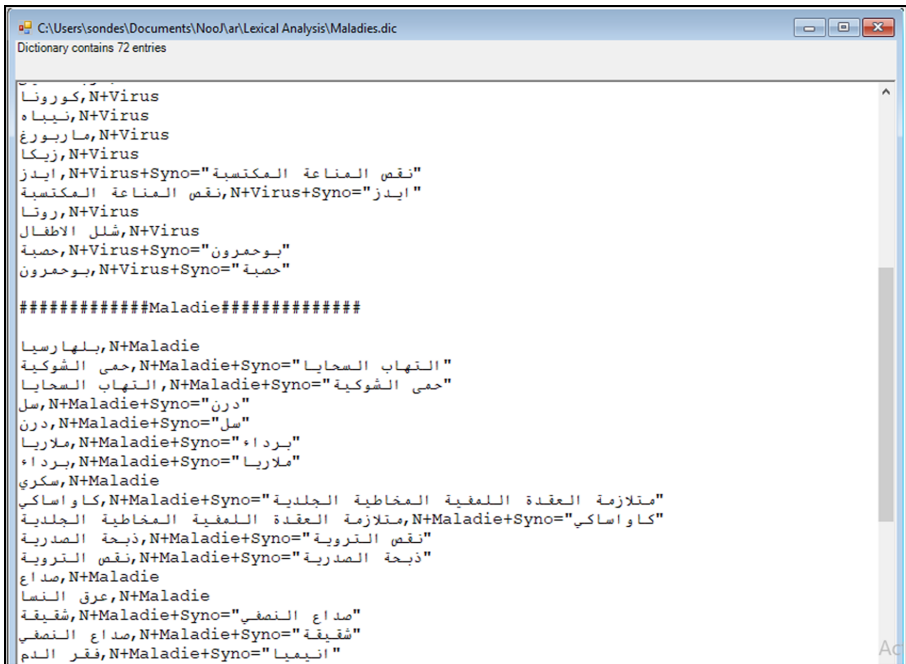 C:\Users\sondes\Documents\NooJ\ar\Lexical Analysis\Maladies.dic
Dictionary contains 72 entries
كورونا,N+Virus
نيباه,N+Virus
ماربورغ,N+Virus
زيكا,N+Virus
ايدز,N+Virus+Syno="نقص المناعة المكتسبة"
نقص المناعة المكتسبة,N+Virus+Syno="ايدز"
روتا,N+Virus
شلل الاطفال,N+Virus
حصبة,N+Virus+Syno="بوحمرون"
بوحمرون,N+Virus+Syno="حصبة"
#############Maladie##############
بلهارسيا,N+Maladie
حمى الشوكية,N+Maladie+Syno="التهاب السحايا"
التهاب السحايا,N+Maladie+Syno="حمى الشوكية"
سل,N+Maladie+Syno="درن"
درن,N+Maladie+Syno="سل"
ملاريا,N+Maladie+Syno="برداء"
برداء,N+Maladie+Syno="ملاريا"
سكري,N+Maladie
كاواساكي,N+Maladie+Syno="متلازمة العقدة اللمفية المخاطية الجلدية"
متلازمة العقدة اللمفية المخاطية الجلدية,N+Maladie+Syno="كاواساكي"
ذبحة الصدرية,N+Maladie+Syno="نقص التروية"
نقص التروية,N+Maladie+Syno="ذبحة الصدرية"
صداع,N+Maladie
عرق النسا,N+Maladie
شقيقة,N+Maladie+Syno="صداع النصفي"
صداع النصفي,N+Maladie+Syno="شقيقة"
فقر الدم,N+Maladie+Syno="انيميا"